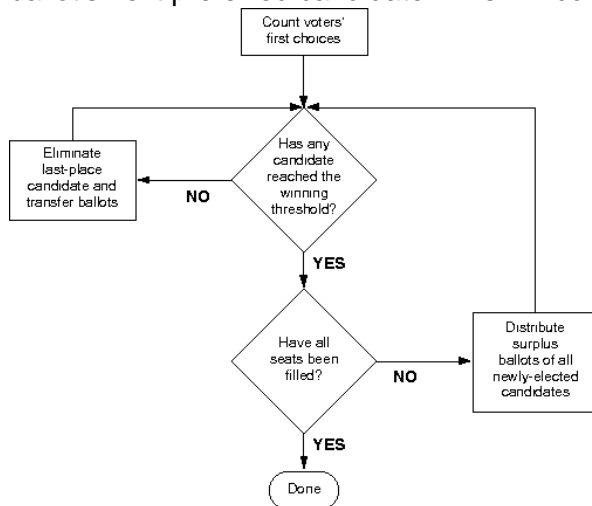 Count voters'
first choices
Has any
candidate
reached the
winning
threshold?
Eliminate
last-place
candidate and
transfer ballots
NO
YES
Have all
seats been
filled?
NO
Distribute
surplus
ballots of all
newly-elected
candidates
YES
Done